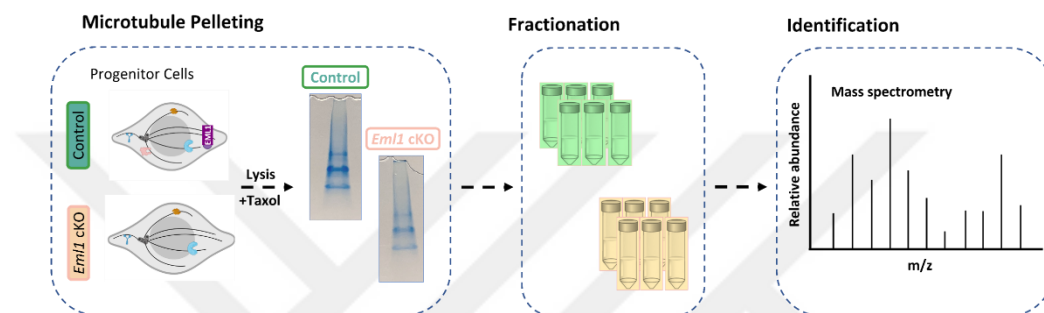 Microtubule Pelleting
Fractionation
Identification
Progenitor Cells
Control
EML1
Eml1 cKO
Lysis
+Taxol
Control
Eml1 cKO
Mass spectrometry
Relative abundance
m/z